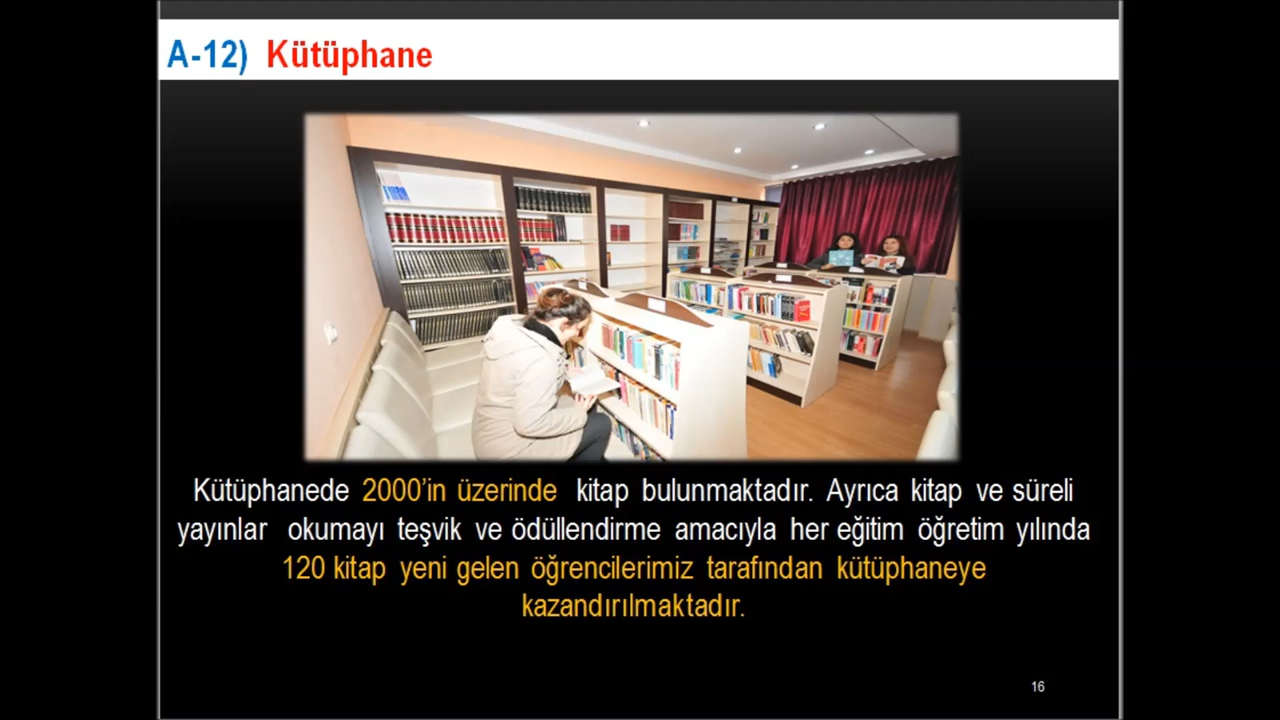 A-12) Kütüphane
Kütüphanede 2000’in üzerinde kitap bulunmaktadır. Ayrıca kitap ve süreli
yayınlar okumayı teşvik ve ödüllendirme amacıyla her eğitim öğretim yılında
120 kitap yeni gelen öğrencilerimiz tarafından kütüphaneye
kazandırılmaktadır.
16